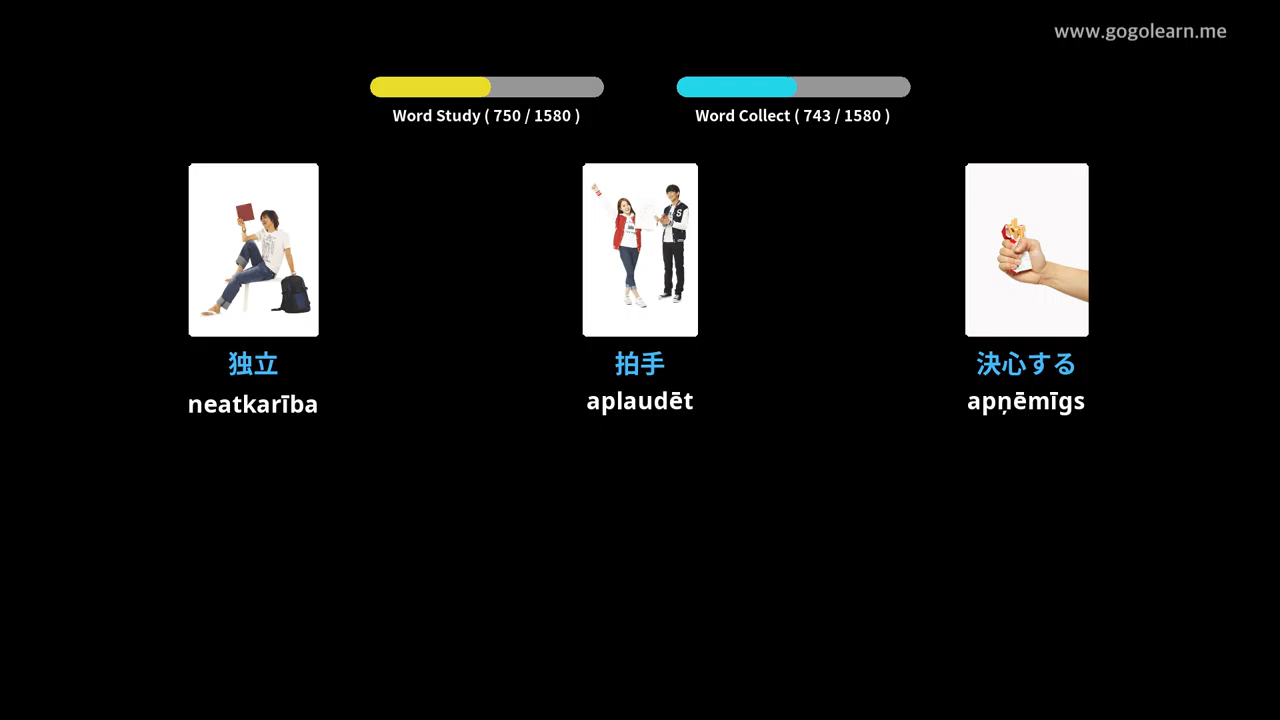 www.gogolearn.me
Word Study ( 750 / 1580 )
Word Collect ( 743 / 1580 )
独立
neatkarība
拍手
aplaudēt
決心する
apņēmīgs